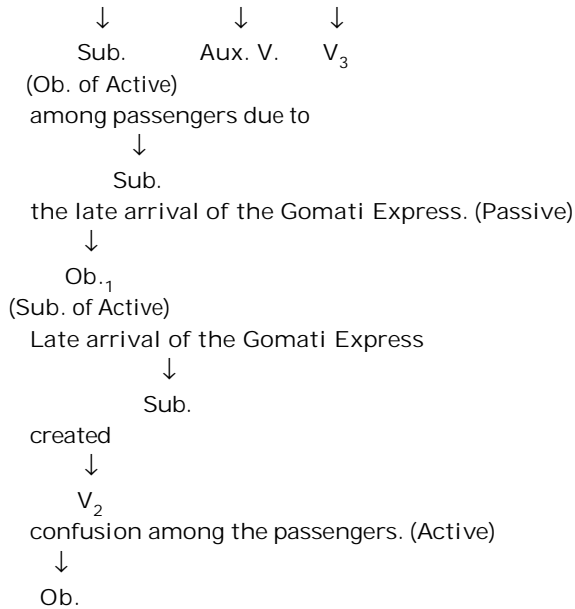 ↓ ↓ ↓
Sub. Aux. V. V₃
(Ob. of Active)
among passengers due to
↓
Sub.
the late arrival of the Gomati Express. (Passive)
↓
Ob.₁
(Sub. of Active)
Late arrival of the Gomati Express
↓
Sub.
created
↓
V₂
confusion among the passengers. (Active)
↓
Ob.